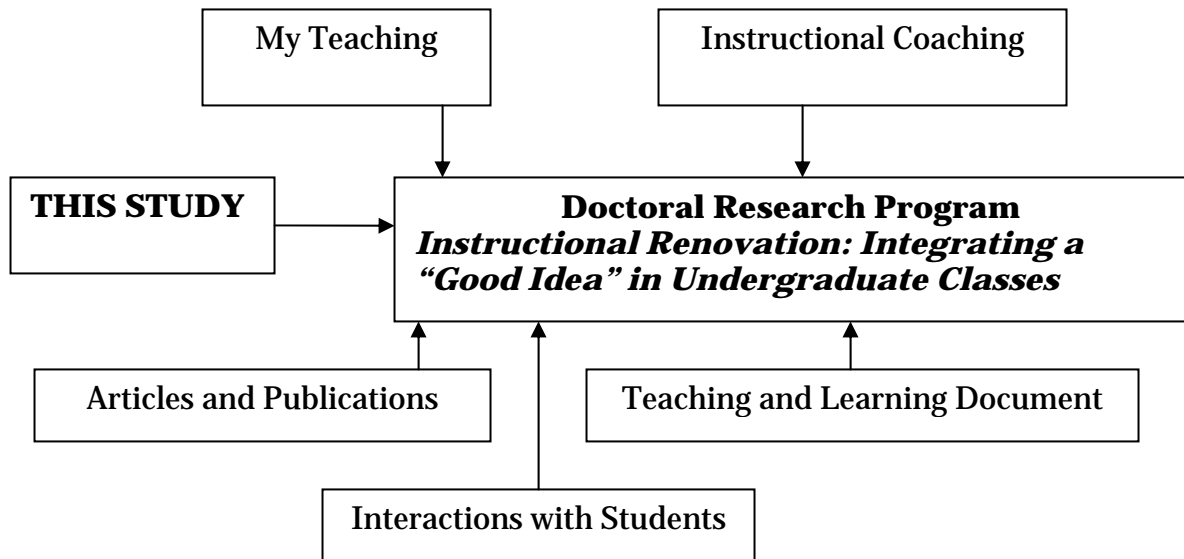 My Teaching
Instructional Coaching
THIS STUDY
Doctoral Research Program
Instructional Renovation: Integrating a
“Good Idea” in Undergraduate Classes
Articles and Publications
Teaching and Learning Document
Interactions with Students